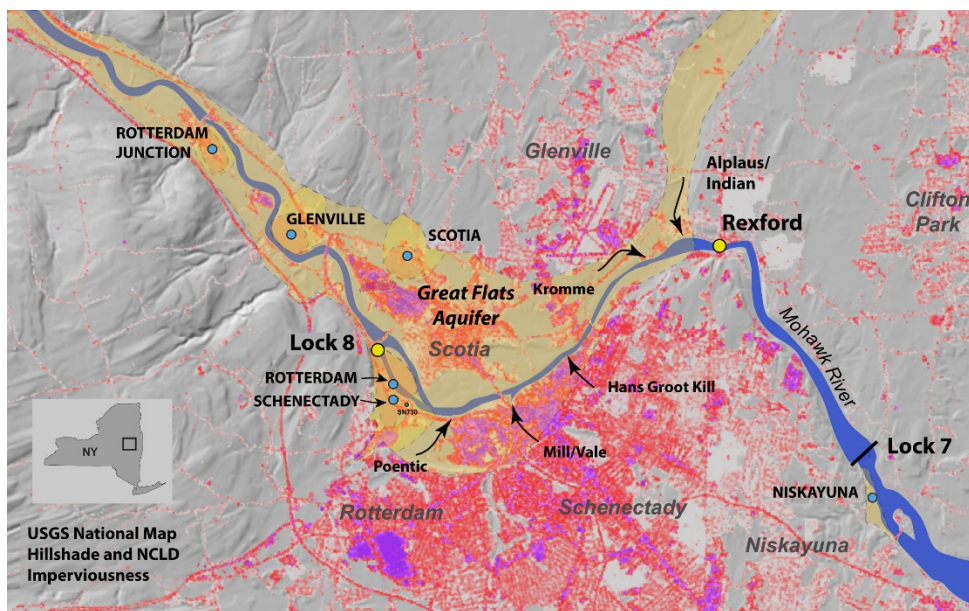 ROTTERDAM
JUNCTION
Glenville
Alplaus/
Indian
Clifton
Park
GLENVILLE
SCOTIA
Rexford
Kromme
Great Flats
Aquifer
Mohawk River
Lock 8
Scotia
ROTTERDAM
Hans Groot Kill
SCHENECTADY
SN730
NY
Poentic
Mill/Vale
Lock 7
NISKAYUNA
Rotterdam
Schenectady
Niskayuna
USGS National Map
Hillshade and NCLD
Imperviousness